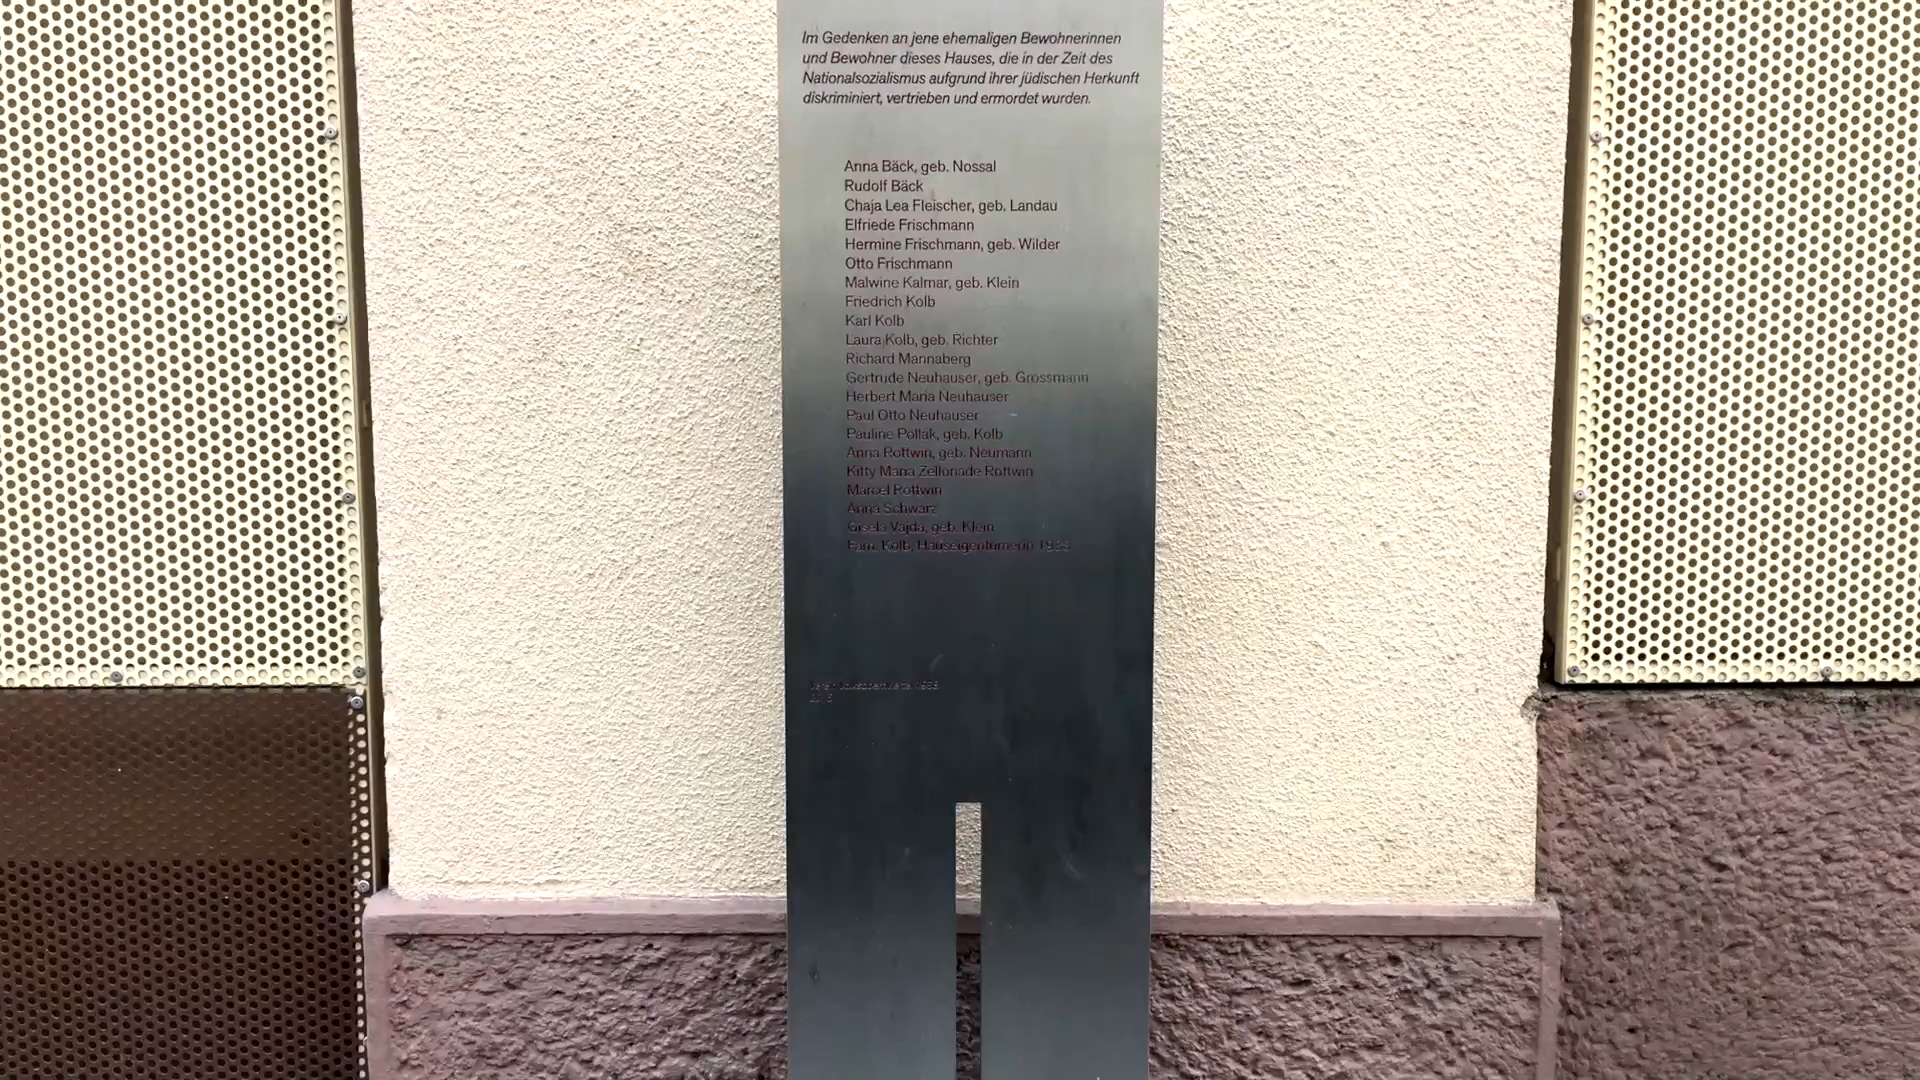 Im Gedenken an jene ehemaligen Bewohnerinnen
und Bewohner dieses Hauses, die in der Zeit des
Nationalsozialismus aufgrund ihrer jüdischen Herkunft
diskriminiert, vertrieben und ermordet wurden.
Anna Bäck, geb. Nossal
Rudolf Bäck
Chaja Lea Fleischer, geb. Landau
Elfriede Frischmann
Hermine Frischmann, geb. Wilder
Otto Frischmann
Malwine Kalmar, geb. Klein
Friedrich Kolb
Karl Kolb
Laura Kolb, geb. Richter
Richard Mannaberg
Gertrude Neuhauser, geb. Grossmann
Herbert Maria Neuhauser
Paul Otto Neuhauser
Pauline Pollak, geb. Kolb
Anna Rottwin, geb. Neumann
Kitty Maria Zellonade Rottwin
Marcel Rottwin
Anna Schwarz
Gisela Vajda, geb. Klein
Fam. Kolb, Hauseigentümerin